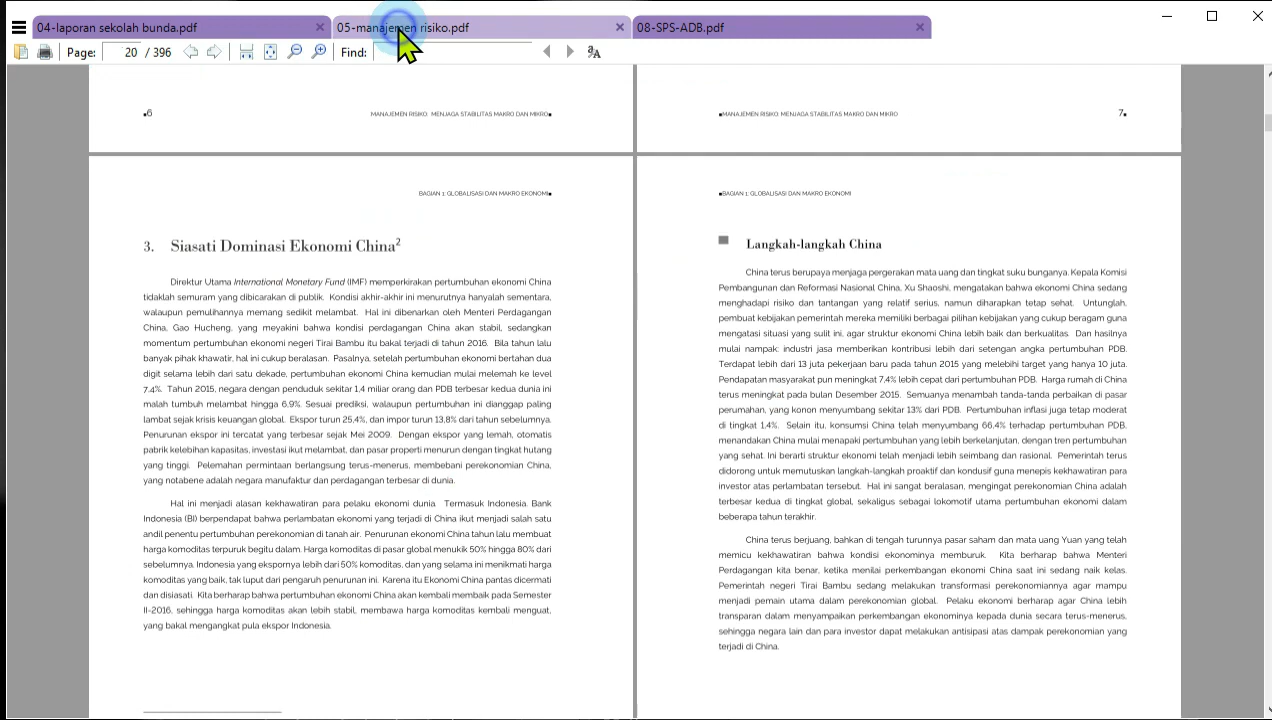 04-laporan sekolah bunda.pdf
05-manajemen risiko.pdf
08-SPS-ADB.pdf
Page: 20 / 396
Find:
6
MANAJEMEN RISIKO: MENJAGA STABILITAS MAKRO DAN MIKRO
MANAJEMEN RISIKO: MENJAGA STABILITAS MAKRO DAN MIKRO
7
BAGIAN 1: GLOBALISASI DAN MAKRO EKONOMI
3. Siasati Dominasi Ekonomi China2
Direktur Utama International Monetary Fund (IMF) memperkirakan pertumbuhan ekonomi China
tidaklah semuram yang dibicarakan di publik. Kondisi akhir-akhir ini menurutnya hanyalah sementara,
walaupun pemulihannya memang sedikit melambat. Hal ini dibenarkan oleh Menteri Perdagangan
China, Gao Hucheng, yang meyakini bahwa kondisi perdagangan China akan stabil, sedangkan
momentum pertumbuhan ekonomi negeri Tirai Bambu itu bakal terjadi di tahun 2016. Bila tahun lalu
banyak pihak khawatir, hal ini cukup beralasan. Pasalnya, setelah pertumbuhan ekonomi bertahan dua
digit selama lebih dari satu dekade, pertumbuhan ekonomi China kemudian mulai melemah ke level
7,4%. Tahun 2015, negara dengan penduduk sekitar 1,4 miliar orang dan PDB terbesar kedua dunia ini
malah tumbuh melambat hingga 6,9%. Sesuai prediksi, walaupun pertumbuhan ini dianggap paling
lambat sejak krisis keuangan global. Ekspor turun 25,4%, dan impor turun 13,8% dari tahun sebelumnya.
Penurunan ekspor ini tercatat yang terbesar sejak Mei 2009. Dengan ekspor yang lemah, otomatis
pabrik kelebihan kapasitas, investasi ikut melambat, dan pasar properti menurun dengan tingkat hutang
yang tinggi. Pelemahan permintaan berlangsung terus-menerus, membebani perekonomian China,
yang notabene adalah negara manufaktur dan perdagangan terbesar di dunia.
Hal ini menjadi alasan kekhawatiran para pelaku ekonomi dunia. Termasuk Indonesia. Bank
Indonesia (BI) berpendapat bahwa perlambatan ekonomi yang terjadi di China ikut menjadi salah satu
andil penentu pertumbuhan perekonomian di tanah air. Penurunan ekonomi China tahun lalu membuat
harga komoditas terpuruk begitu dalam. Harga komoditas di pasar global menukik 50% hingga 80% dari
sebelumnya. Indonesia yang ekspornya lebih dari 50% komoditas, dan yang selama ini menikmati harga
komoditas yang baik, tak luput dari pengaruh penurunan ini. Karena itu Ekonomi China pantas dicermati
dan disiasati. Kita berharap bahwa pertumbuhan ekonomi China akan kembali membaik pada Semester
II-2016, sehingga harga komoditas akan lebih stabil, membawa harga komoditas kembali menguat,
yang bakal mengangkat pula ekspor Indonesia.
BAGIAN 1: GLOBALISASI DAN MAKRO EKONOMI
Langkah-langkah China
China terus berupaya menjaga pergerakan mata uang dan tingkat suku bunganya. Kepala Komisi
Pembangunan dan Reformasi Nasional China, Xu Shaoshi, mengatakan bahwa ekonomi China sedang
menghadapi risiko dan tantangan yang relatif serius, namun diharapkan tetap sehat. Untunglah,
pembuat kebijakan pemerintah mereka memiliki berbagai pilihan kebijakan yang cukup beragam guna
mengatasi situasi yang sulit ini, agar struktur ekonomi China lebih baik dan berkualitas. Dan hasilnya
mulai nampak: industri jasa memberikan kontribusi lebih dari setengan angka pertumbuhan PDB.
Terdapat lebih dari 13 juta pekerjaan baru pada tahun 2015 yang melebihi target yang hanya 10 juta.
Pendapatan masyarakat pun meningkat 7,4% lebih cepat dari pertumbuhan PDB. Harga rumah di China
terus meningkat pada bulan Desember 2015. Semuanya menambah tanda-tanda perbaikan di pasar
perumahan, yang konon menyumbang sekitar 13% dari PDB. Pertumbuhan inflasi juga tetap moderat
di tingkat 1,4%. Selain itu, konsumsi China telah menyumbang 66,4% terhadap pertumbuhan PDB,
menandakan China mulai menapaki pertumbuhan yang lebih berkelanjutan, dengan tren pertumbuhan
yang sehat. Ini berarti struktur ekonomi telah menjadi lebih seimbang dan rasional. Pemerintah terus
didorong untuk memutuskan langkah-langkah proaktif dan kondusif guna menepis kekhawatiran para
investor atas perlambatan tersebut. Hal ini sangat beralasan, mengingat perekonomian China adalah
terbesar kedua di tingkat global, sekaligus sebagai lokomotif utama pertumbuhan ekonomi dalam
beberapa tahun terakhir.
China terus berjuang, bahkan di tengah turunnya pasar saham dan mata uang Yuan yang telah
memicu kekhawatiran bahwa kondisi ekonominya memburuk. Kita berharap bahwa Menteri
Perdagangan kita benar, ketika menilai perkembangan ekonomi China saat ini sedang naik kelas.
Pemerintah negeri Tirai Bambu sedang melakukan transformasi perekonomiannya agar mampu
menjadi pemain utama dalam perekonomian global. Pelaku ekonomi berharap agar China lebih
transparan dalam menyampaikan perkembangan ekonominya kepada dunia secara terus-menerus,
sehingga negara lain dan para investor dapat melakukan antisipasi atas dampak perekonomian yang
terjadi di China.